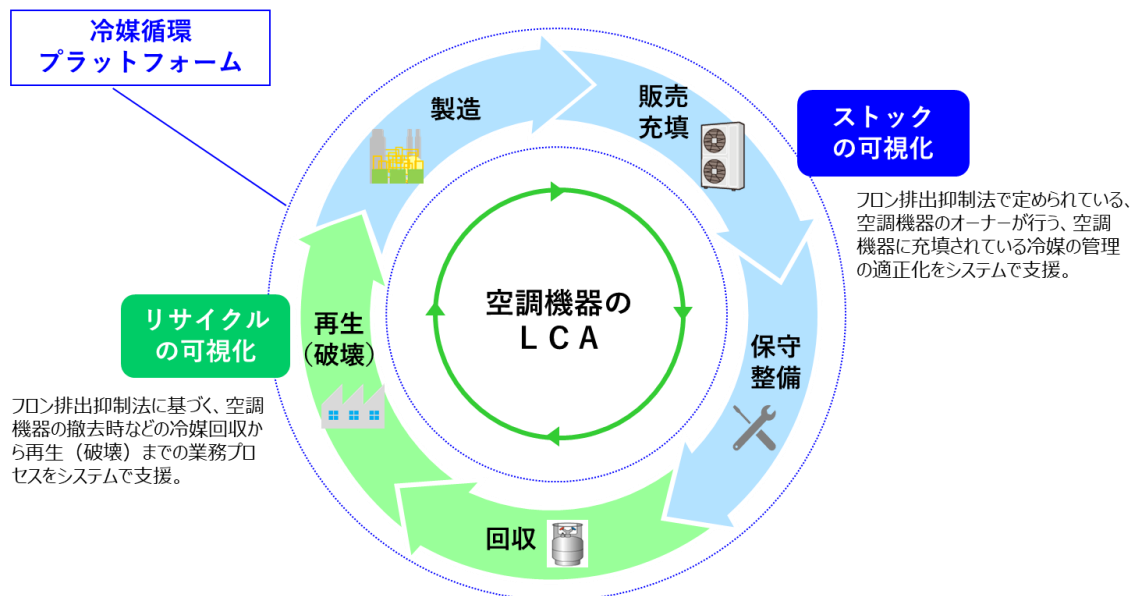 冷媒循環
プラットフォーム
製造
販売
充填
ストック
の可視化
フロン排出抑制法で定められている、
空調機器のオーナーが行う、空調
機器に充填されている冷媒の管理
の適正化をシステムで支援。
空調機器の
ＬＣＡ
保守
整備
リサイクル
の可視化
再生
（破壊）
フロン排出抑制法に基づく、空調
機器の撤去時などの冷媒回収か
ら再生（破壊）までの業務プロ
セスをシステムで支援。
回収